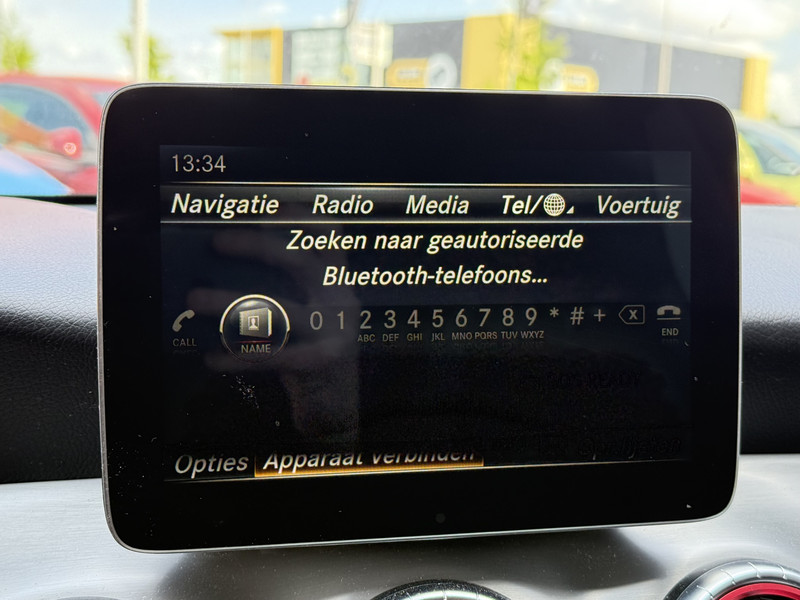 13:34
Navigatie Radio Media Tel/ Voertuig
Zoeken naar geautoriseerde
Bluetooth-telefoons...
0 1 2 3 4 5 6 7 8 9 * # + X
CALL NAME ABC DEF GHI JKL MNO PQRS TUV WXYZ END
Opties Apparaat verbinden